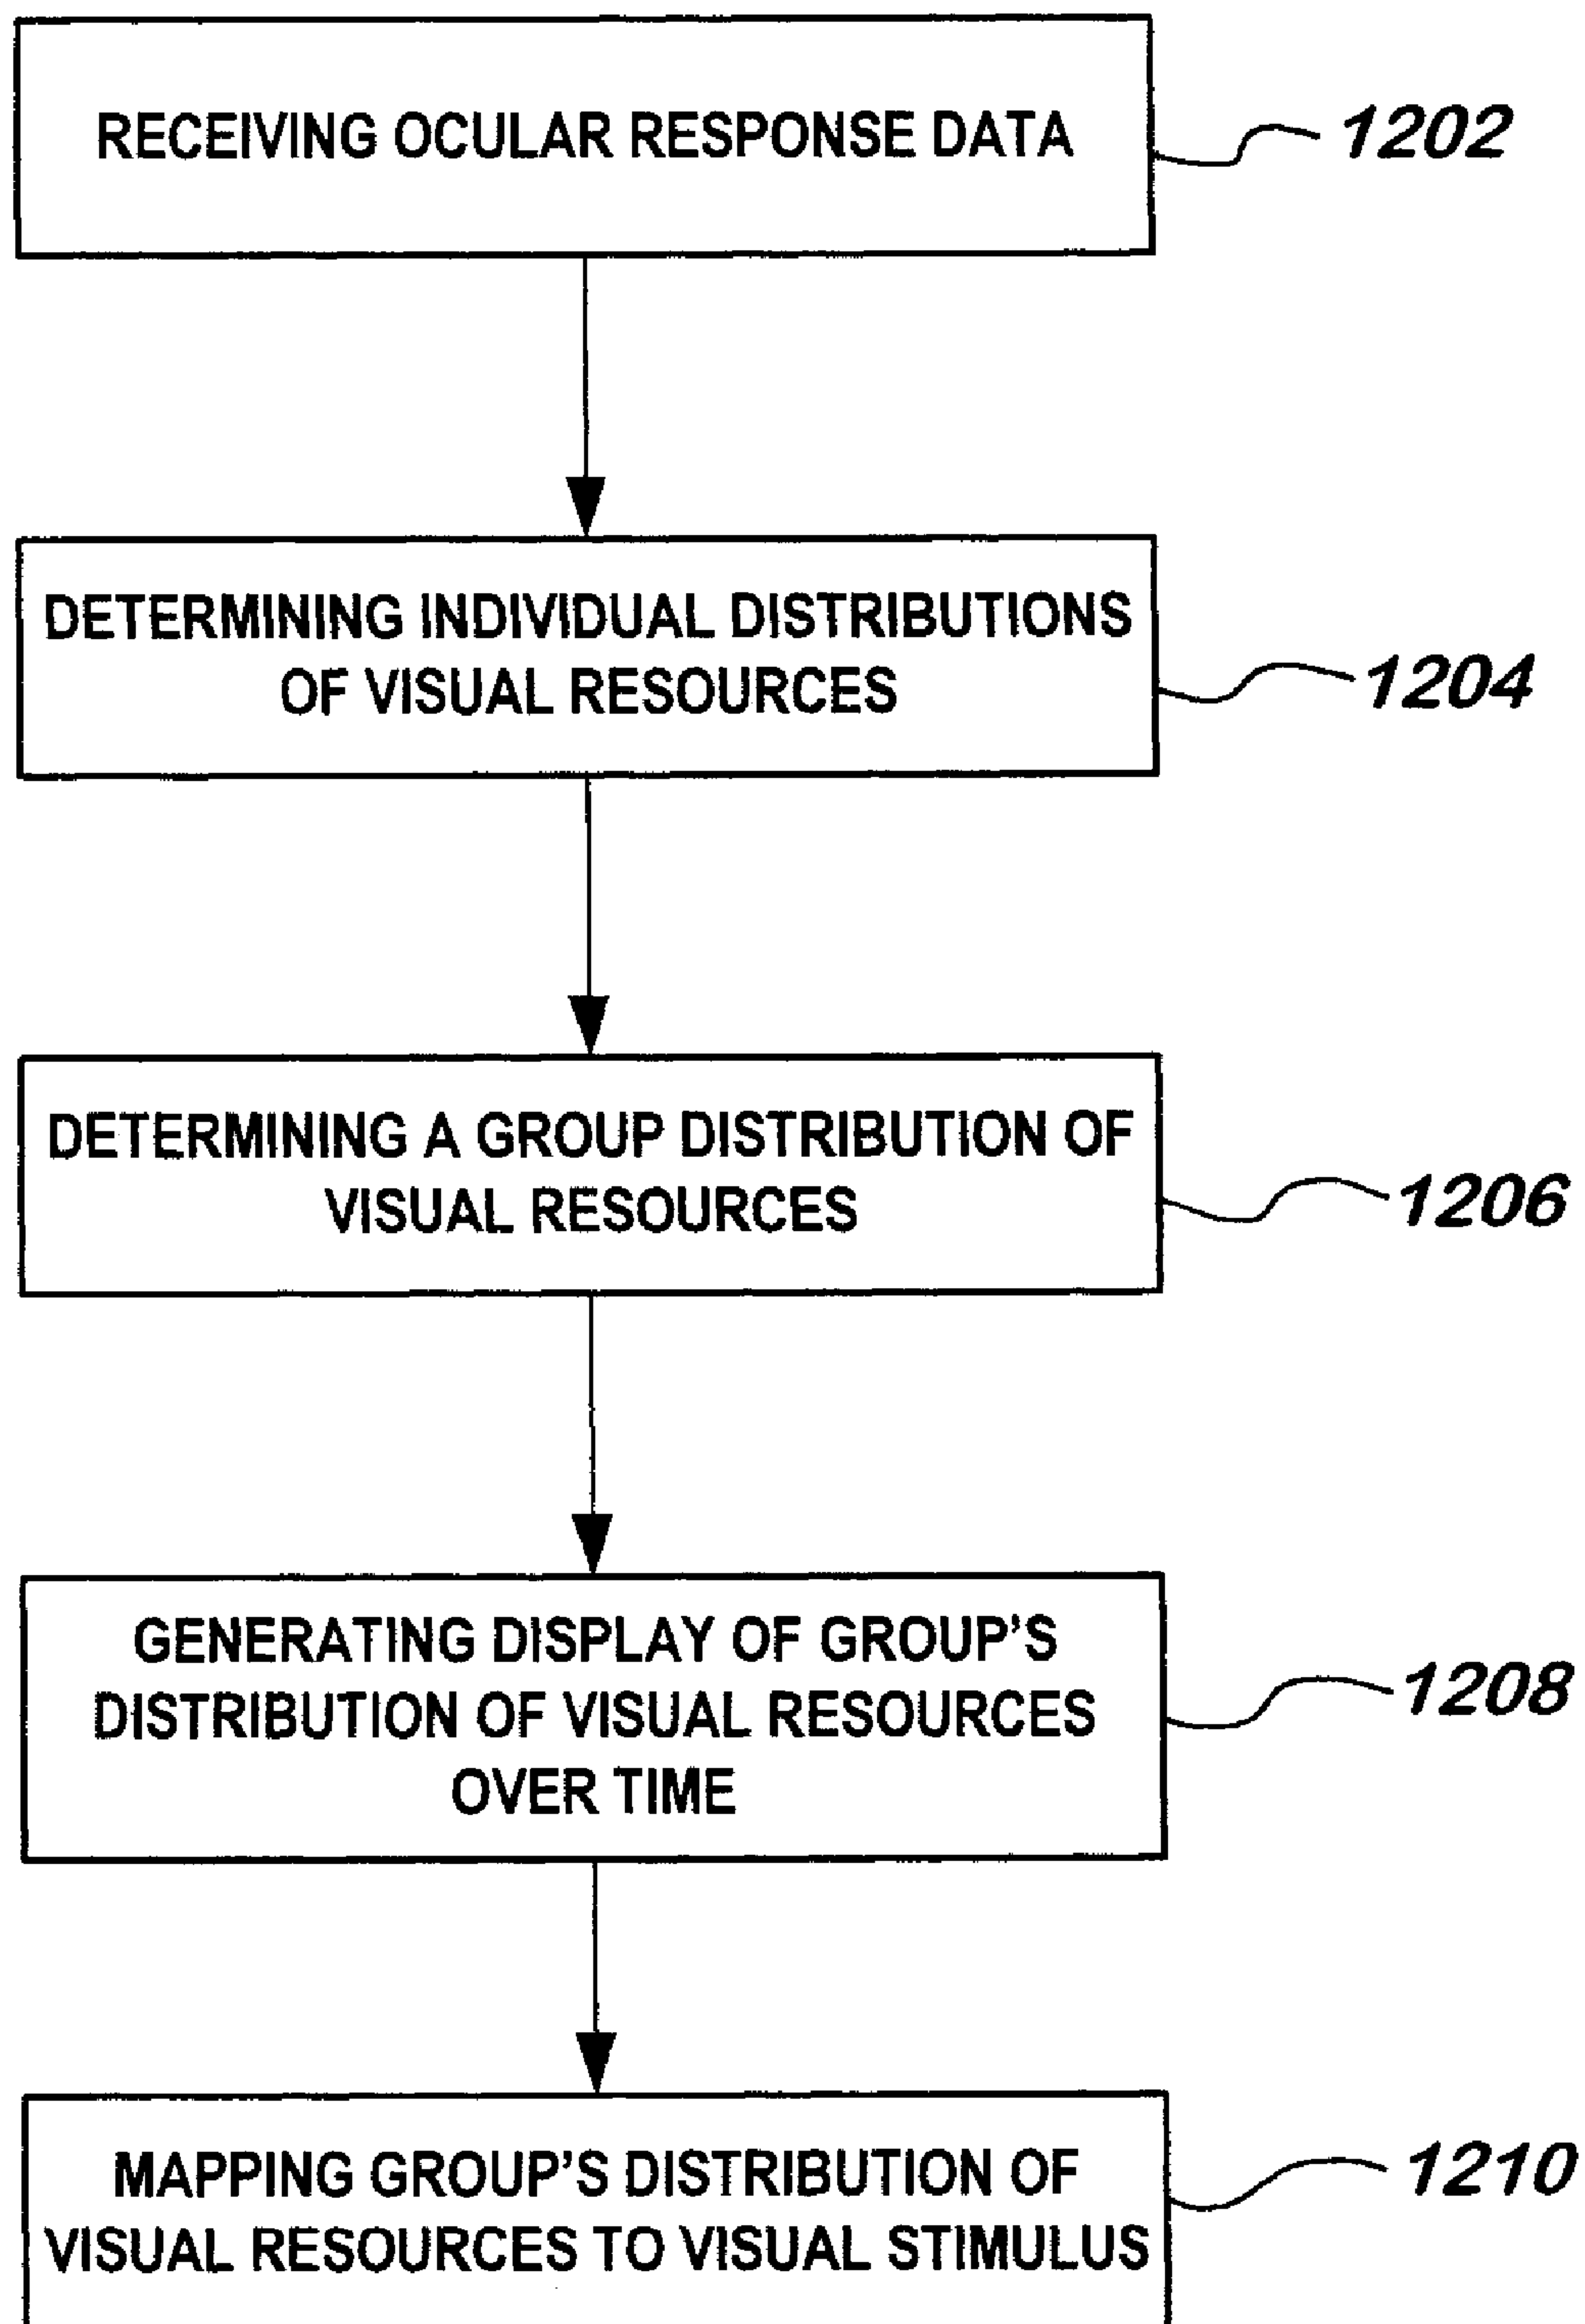 RECEIVING OCULAR RESPONSE DATA
1202
DETERMINING INDIVIDUAL DISTRIBUTIONS
OF VISUAL RESOURCES
1204
DETERMINING A GROUP DISTRIBUTION OF
VISUAL RESOURCES
1206
GENERATING DISPLAY OF GROUP’S
DISTRIBUTION OF VISUAL RESOURCES
OVER TIME
1208
MAPPING GROUP’S DISTRIBUTION OF
VISUAL RESOURCES TO VISUAL STIMULUS
1210